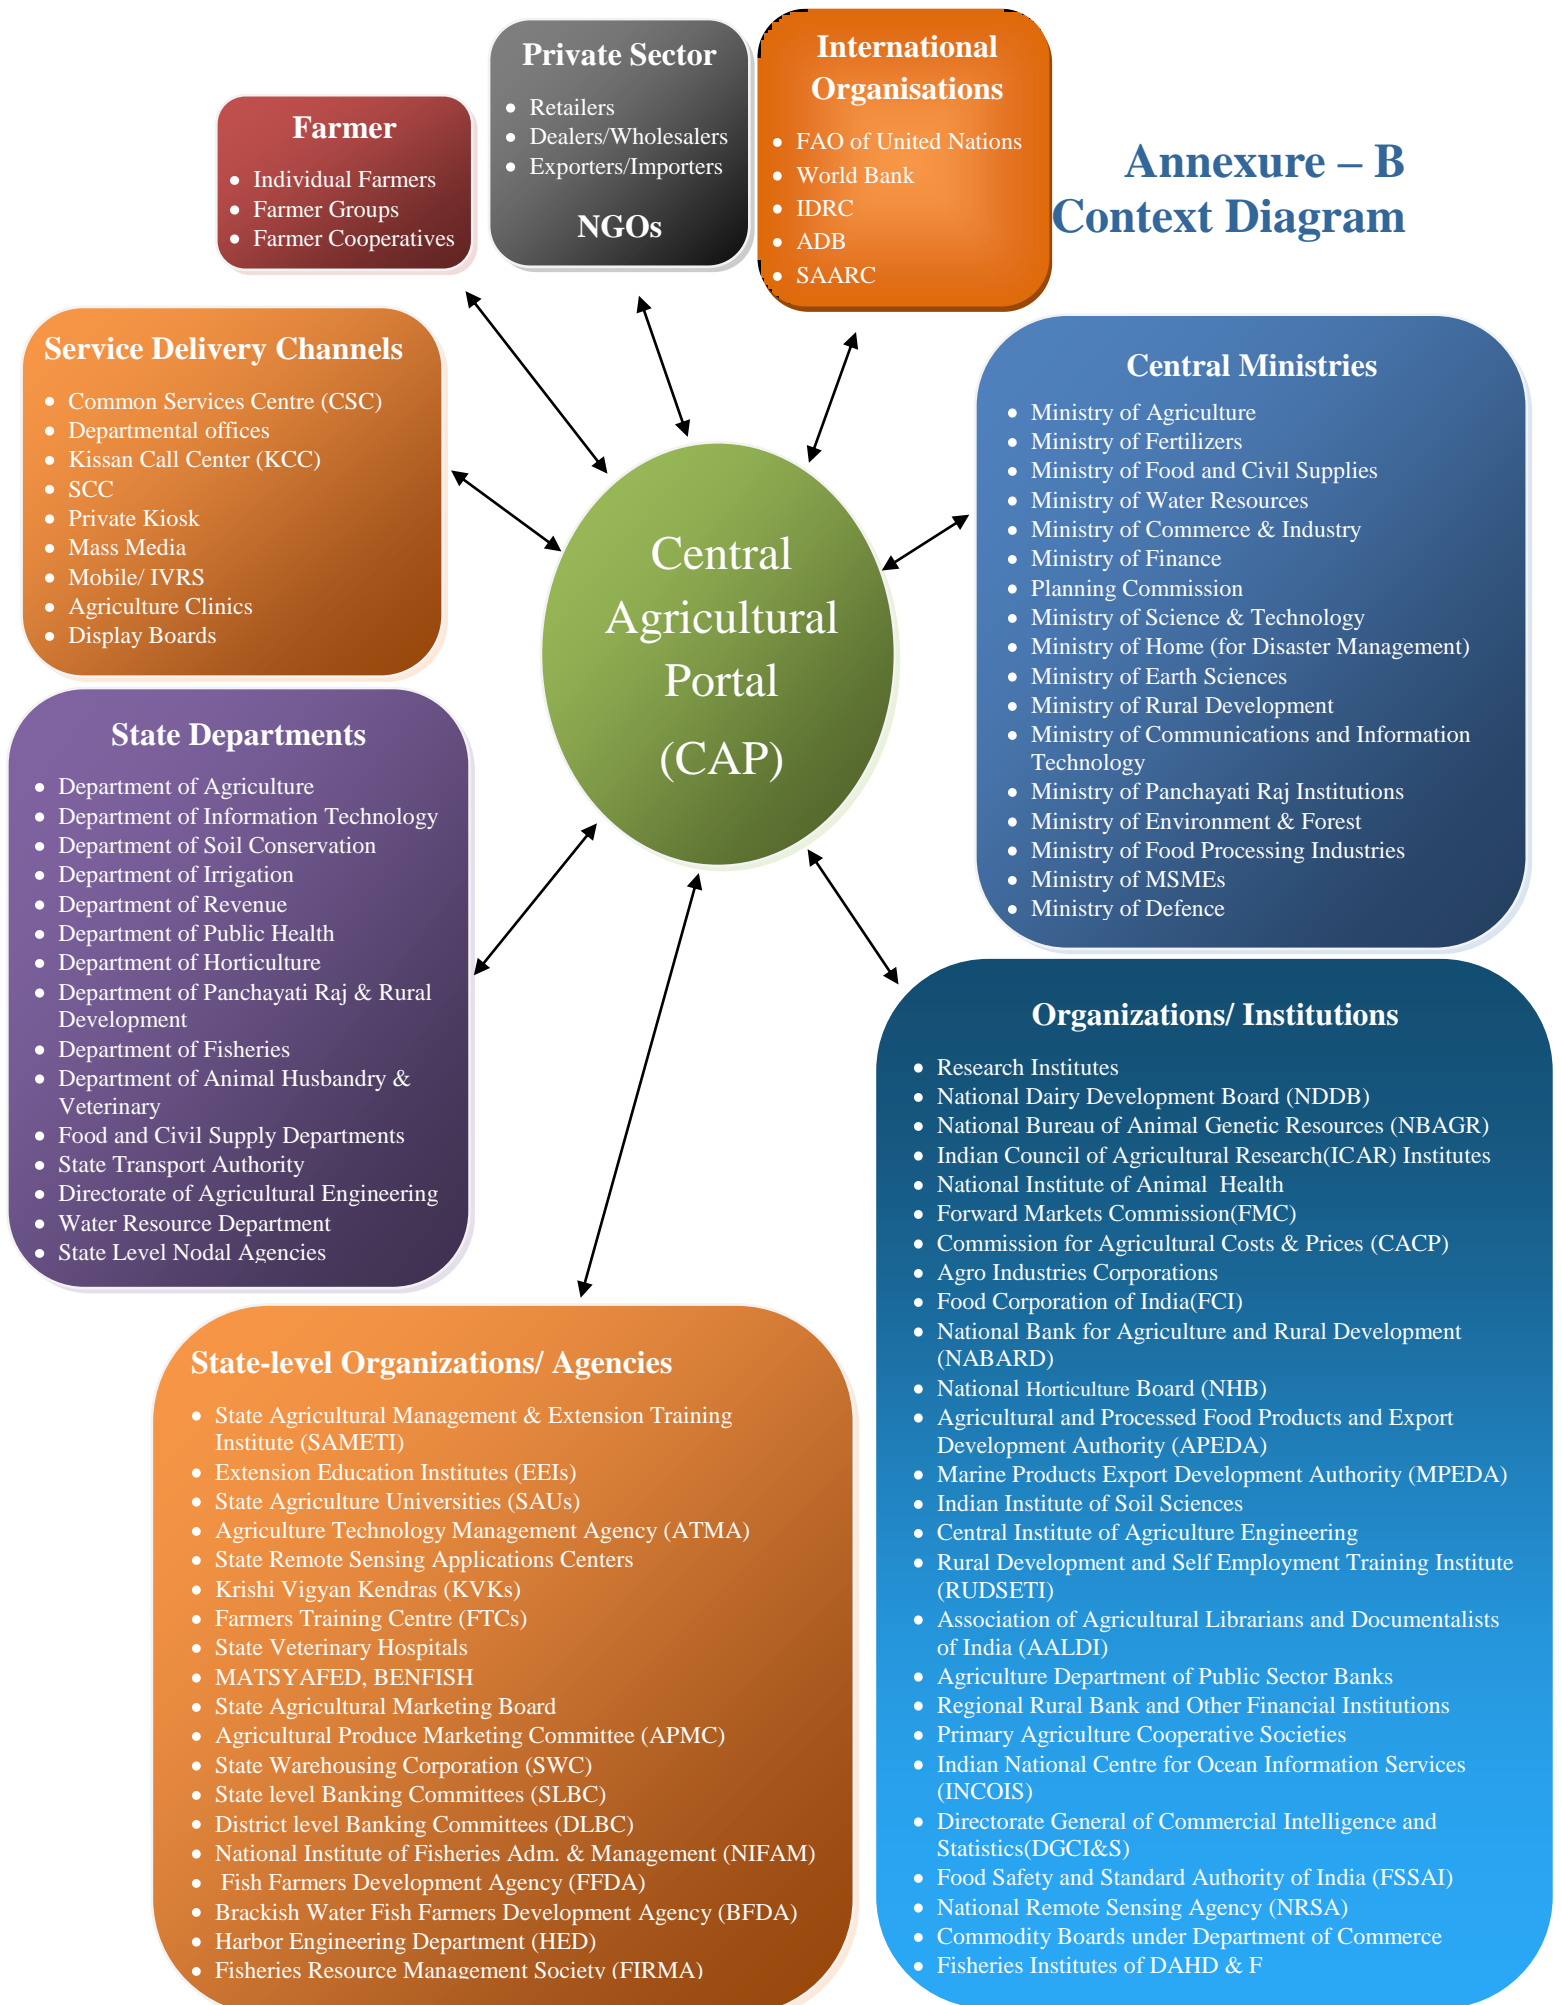 Annexure – B
Context Diagram
Farmer
Individual Farmers
Farmer Groups
Farmer Cooperatives
Private Sector
Retailers
Dealers/Wholesalers
Exporters/Importers
NGOs
International
Organisations
FAO of United Nations
World Bank
IDRC
ADB
SAARC
Service Delivery Channels
Common Services Centre (CSC)
Departmental offices
Kissan Call Center (KCC)
SCC
Private Kiosk
Mass Media
Mobile/ IVRS
Agriculture Clinics
Display Boards
Central
Agricultural
Portal
(CAP)
Central Ministries
Ministry of Agriculture
Ministry of Fertilizers
Ministry of Food and Civil Supplies
Ministry of Water Resources
Ministry of Commerce & Industry
Ministry of Finance
Planning Commission
Ministry of Science & Technology
Ministry of Home (for Disaster Management)
Ministry of Earth Sciences
Ministry of Rural Development
Ministry of Communications and Information
Technology
Ministry of Panchayati Raj Institutions
Ministry of Environment & Forest
Ministry of Food Processing Industries
Ministry of MSMEs
Ministry of Defence
State Departments
Department of Agriculture
Department of Information Technology
Department of Soil Conservation
Department of Irrigation
Department of Revenue
Department of Public Health
Department of Horticulture
Department of Panchayati Raj & Rural
Development
Department of Fisheries
Department of Animal Husbandry &
Veterinary
Food and Civil Supply Departments
State Transport Authority
Directorate of Agricultural Engineering
Water Resource Department
State Level Nodal Agencies
Organizations/ Institutions
Research Institutes
National Dairy Development Board (NDDB)
National Bureau of Animal Genetic Resources (NBAGR)
Indian Council of Agricultural Research(ICAR) Institutes
National Institute of Animal Health
Forward Markets Commission(FMC)
Commission for Agricultural Costs & Prices (CACP)
Agro Industries Corporations
Food Corporation of India(FCI)
National Bank for Agriculture and Rural Development
(NABARD)
National Horticulture Board (NHB)
Agricultural and Processed Food Products and Export
Development Authority (APEDA)
Marine Products Export Development Authority (MPEDA)
Indian Institute of Soil Sciences
Central Institute of Agriculture Engineering
Rural Development and Self Employment Training Institute
(RUDSETI)
Association of Agricultural Librarians and Documentalists
of India (AALDI)
Agriculture Department of Public Sector Banks
Regional Rural Bank and Other Financial Institutions
Primary Agriculture Cooperative Societies
Indian National Centre for Ocean Information Services
(INCOIS)
Directorate General of Commercial Intelligence and
Statistics(DGCI&S)
Food Safety and Standard Authority of India (FSSAI)
National Remote Sensing Agency (NRSA)
Commodity Boards under Department of Commerce
Fisheries Institutes of DAHD & F
State-level Organizations/ Agencies
State Agricultural Management & Extension Training
Institute (SAMETI)
Extension Education Institutes (EEIs)
State Agriculture Universities (SAUs)
Agriculture Technology Management Agency (ATMA)
State Remote Sensing Applications Centers
Krishi Vigyan Kendras (KVKs)
Farmers Training Centre (FTCs)
State Veterinary Hospitals
MATSYAFED, BENFISH
State Agricultural Marketing Board
Agricultural Produce Marketing Committee (APMC)
State Warehousing Corporation (SWC)
State level Banking Committees (SLBC)
District level Banking Committees (DLBC)
National Institute of Fisheries Adm. & Management (NIFAM)
Fish Farmers Development Agency (FFDA)
Brackish Water Fish Farmers Development Agency (BFDA)
Harbor Engineering Department (HED)
Fisheries Resource Management Society (FIRMA)